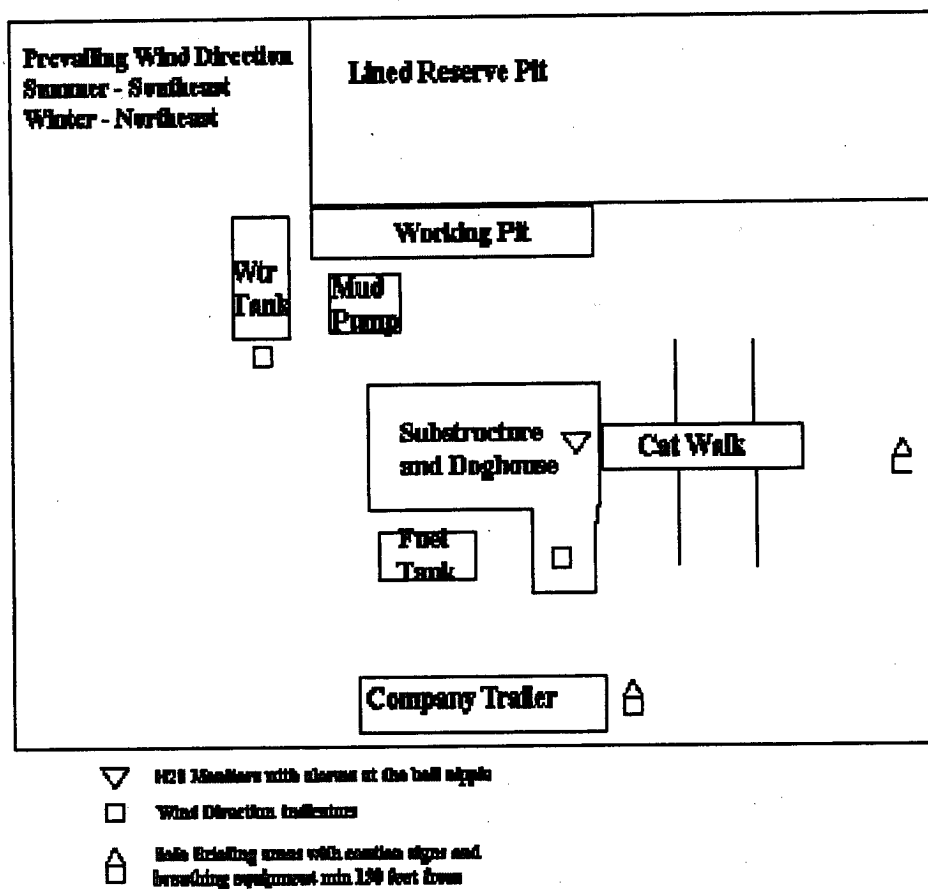 Prevailing Wind Direction
Summer - Southeast
Winter - Northeast
Lined Reserve Pit
Working Pit
Wtr
Tank
Mud
Pump
Substructure
and Doghouse
Cat Walk
Fuel
Tank
Company Trailer
H2S Monitors with alarms at the bell nipple
Wind Direction Indicators
Safe Briefing areas with caution signs and
breathing equipment min 150 feet from